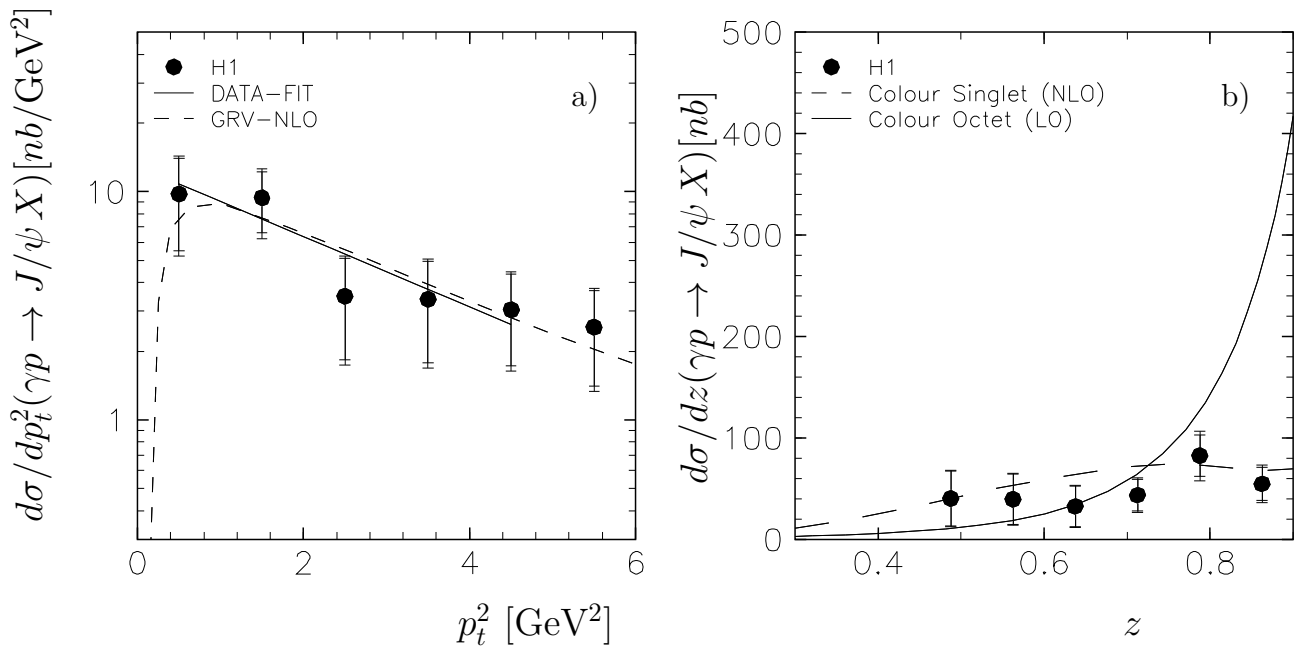 dσ/dp_t^2(γp → J/ψ X)[nb/GeV^2]
H1
DATA-FIT
GRV-NLO
a)
10
1
0 2 4 6
p_t^2 [GeV^2]
dσ/dz(γp → J/ψ X)[nb]
H1
Colour Singlet (NLO)
Colour Octet (LO)
b)
500
400
300
200
100
0
0.4 0.6 0.8
z